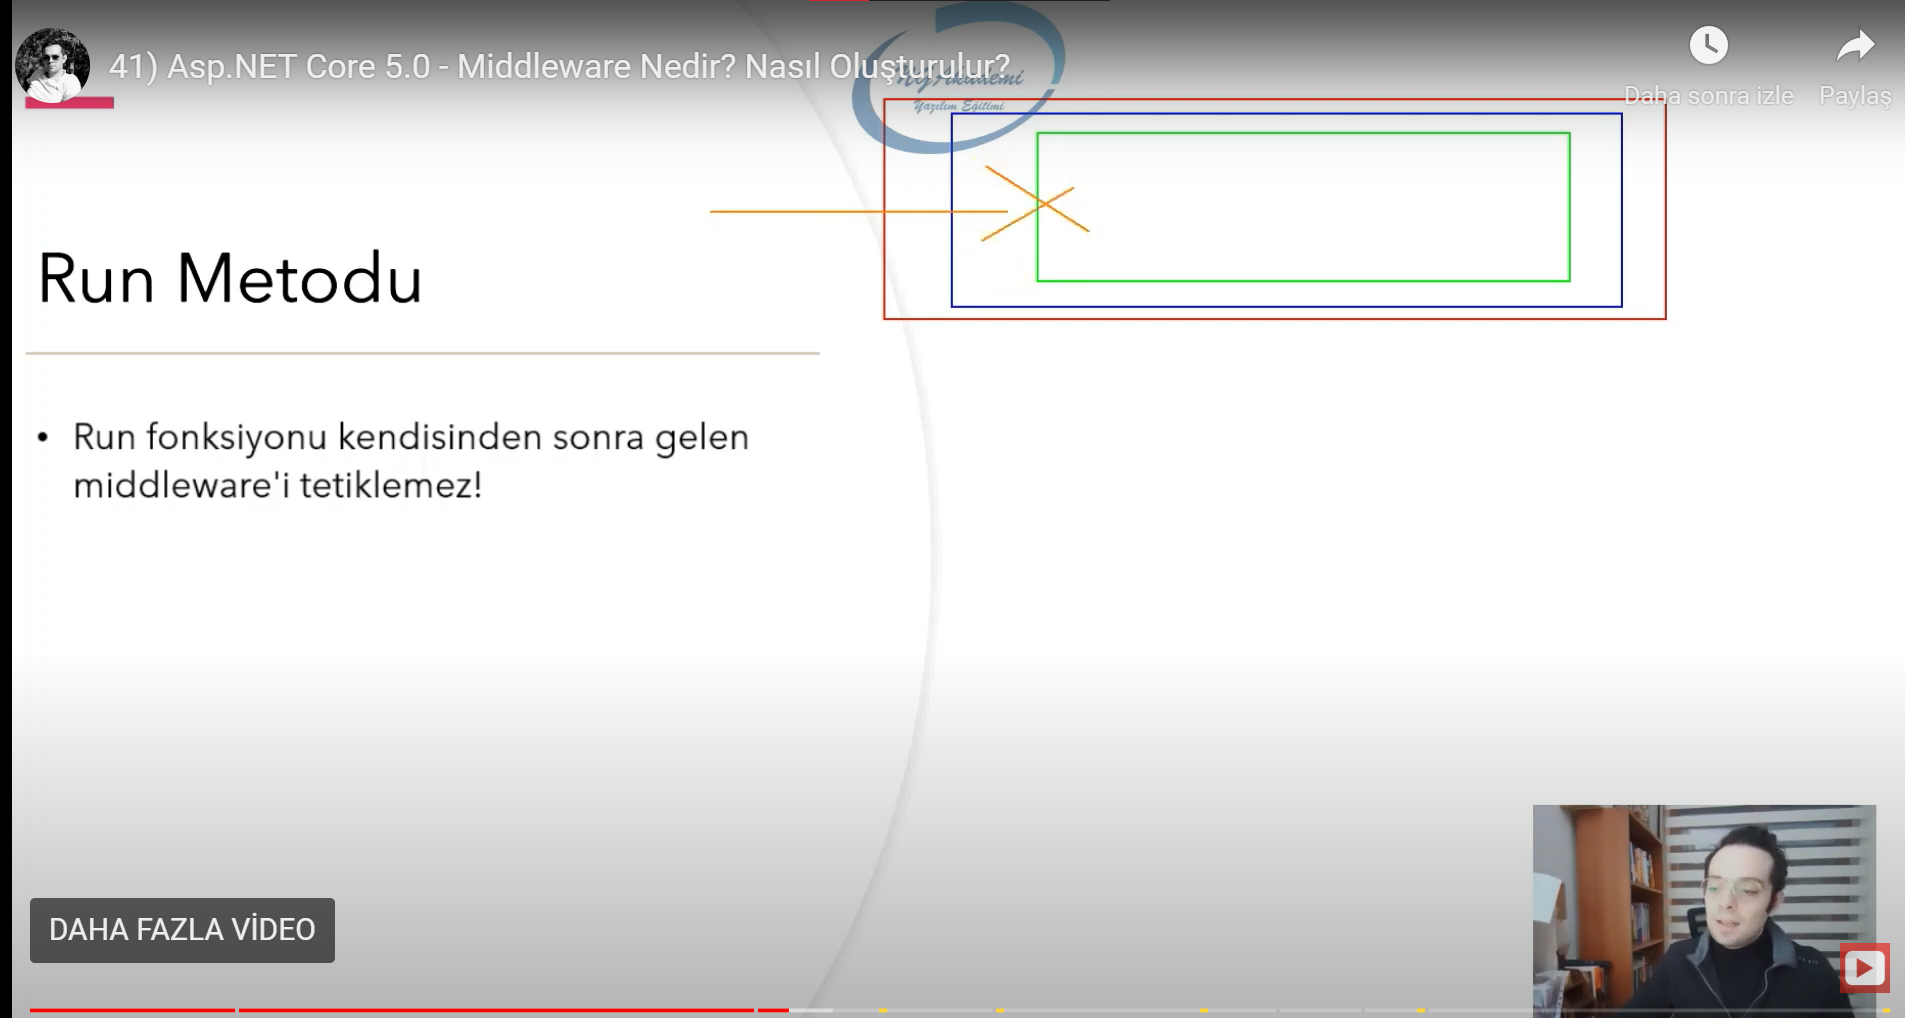 41) Asp.NET Core 5.0 - Middleware Nedir? Nasıl Oluşturulur?
Akademi
Yazılım Eğitimi
Daha sonra izle
Paylaş
Run Metodu
• Run fonksiyonu kendisinden sonra gelen
middleware'i tetiklemez!
DAHA FAZLA VİDEO